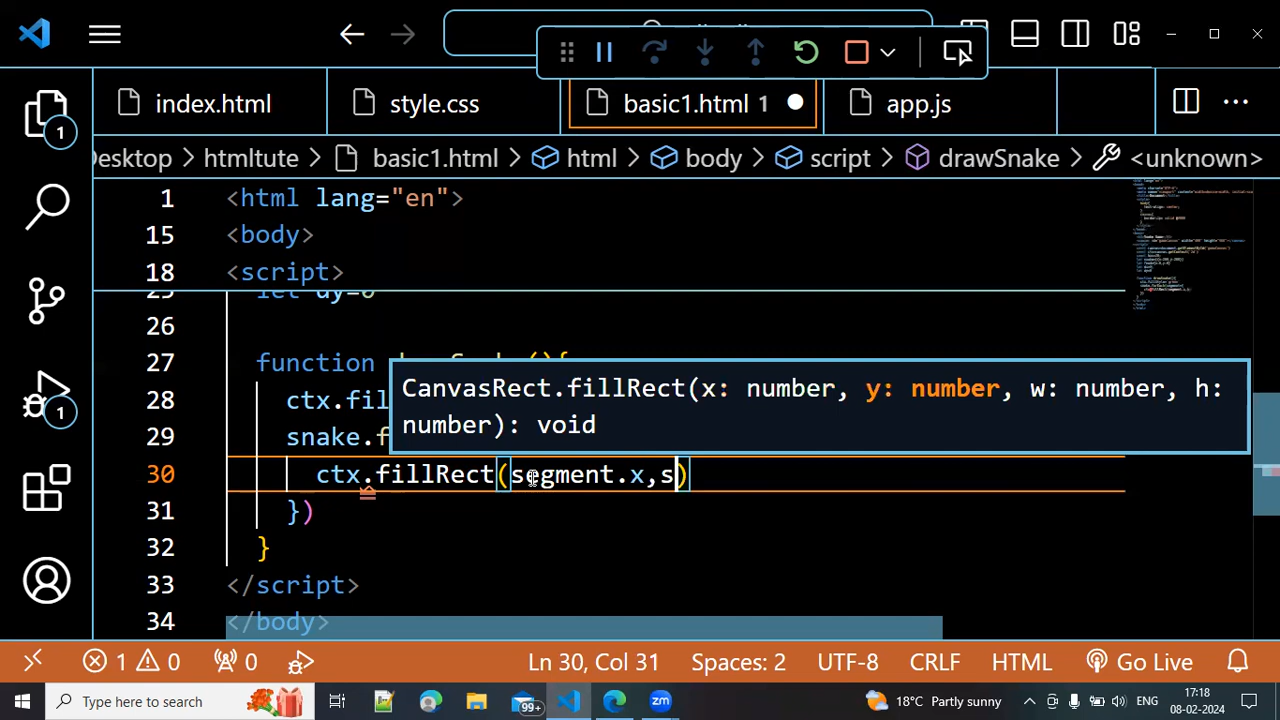 index.html
style.css
basic1.html 1
app.js
1
Desktop > htmltute > basic1.html > html > body > script > drawSnake > <unknown>
1 <html lang="en">
15 <body>
18 <script>
let dy=0
26
27 function
CanvasRect.fillRect(x: number, y: number, w: number, h:
number): void
28 ctx.fil
29 snake.f
30 ctx.fillRect(segment.x,s)
31 })
32 }
33 </script>
34 </body>
1
1 0 0 Ln 30, Col 31 Spaces: 2 UTF-8 CRLF HTML Go Live
Type here to search
99+
zm
18°C Partly sunny
ENG
17:18
08-02-2024